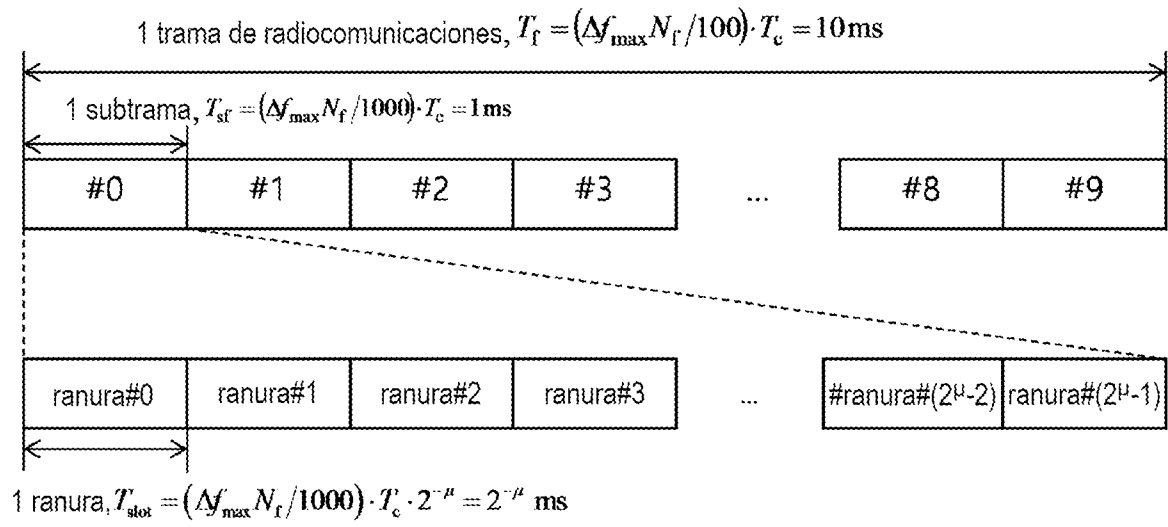 1 trama de radiocomunicaciones, T_f = (Δf_max N_f /100)· T_c = 10 ms
1 subtrama, T_sf = (Δf_max N_f /1000)· T_c = 1 ms
#0 #1 #2 #3 ... #8 #9
ranura#0 ranura#1 ranura#2 ranura#3 ... #ranura#(2^μ-2) ranura#(2^μ-1)
1 ranura, T_slot = (Δf_max N_f /1000)· T_c · 2^-μ = 2^-μ ms